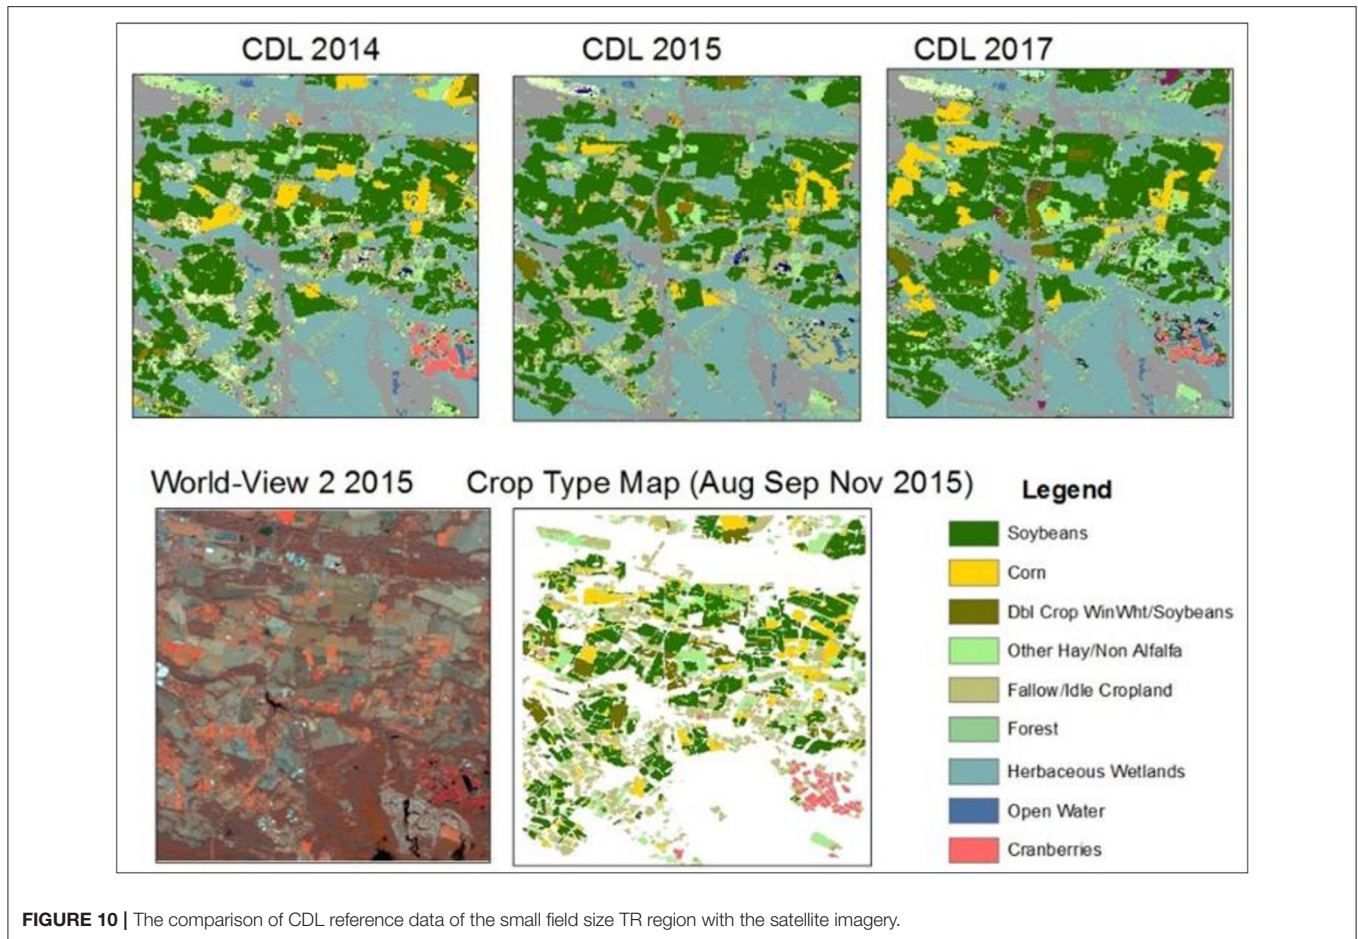 CDL 2014
CDL 2015
CDL 2017
World-View 2 2015
Crop Type Map (Aug Sep Nov 2015)
Legend
Soybeans
Corn
Dbl Crop WinWht/Soybeans
Other Hay/Non Alfalfa
Fallow/Idle Cropland
Forest
Herbaceous Wetlands
Open Water
Cranberries
FIGURE 10 | The comparison of CDL reference data of the small field size TR region with the satellite imagery.